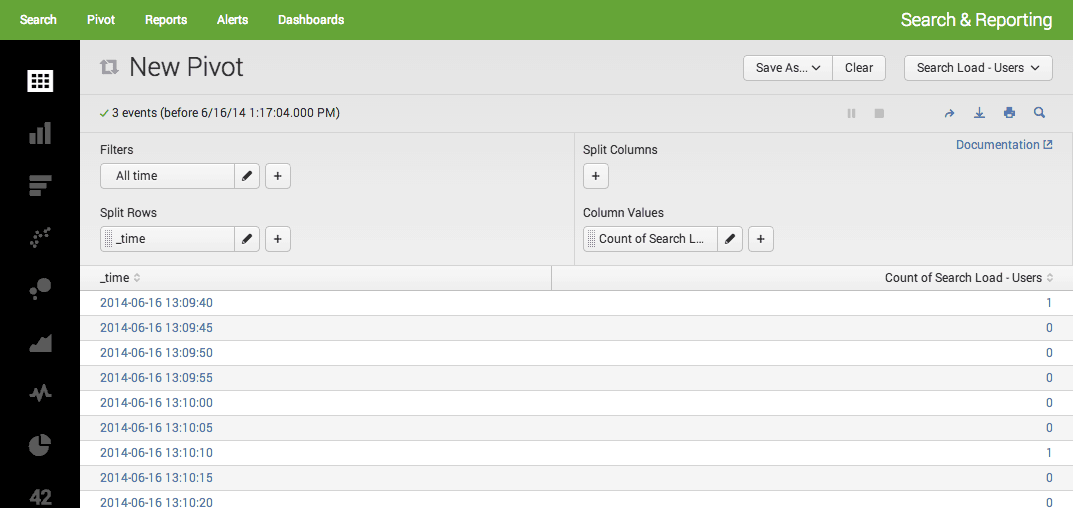 Search Pivot Reports Alerts Dashboards Search & Reporting
New Pivot Save As... Clear Search Load - Users
3 events (before 6/16/14 1:17:04.000 PM)
Documentation
Filters Split Columns
All time + +
Split Rows Column Values
_time + Count of Search L... +
_time Count of Search Load - Users
2014-06-16 13:09:40 1
2014-06-16 13:09:45 0
2014-06-16 13:09:50 0
2014-06-16 13:09:55 0
2014-06-16 13:10:00 0
2014-06-16 13:10:05 0
2014-06-16 13:10:10 1
2014-06-16 13:10:15 0
42 2014-06-16 13:10:20 0